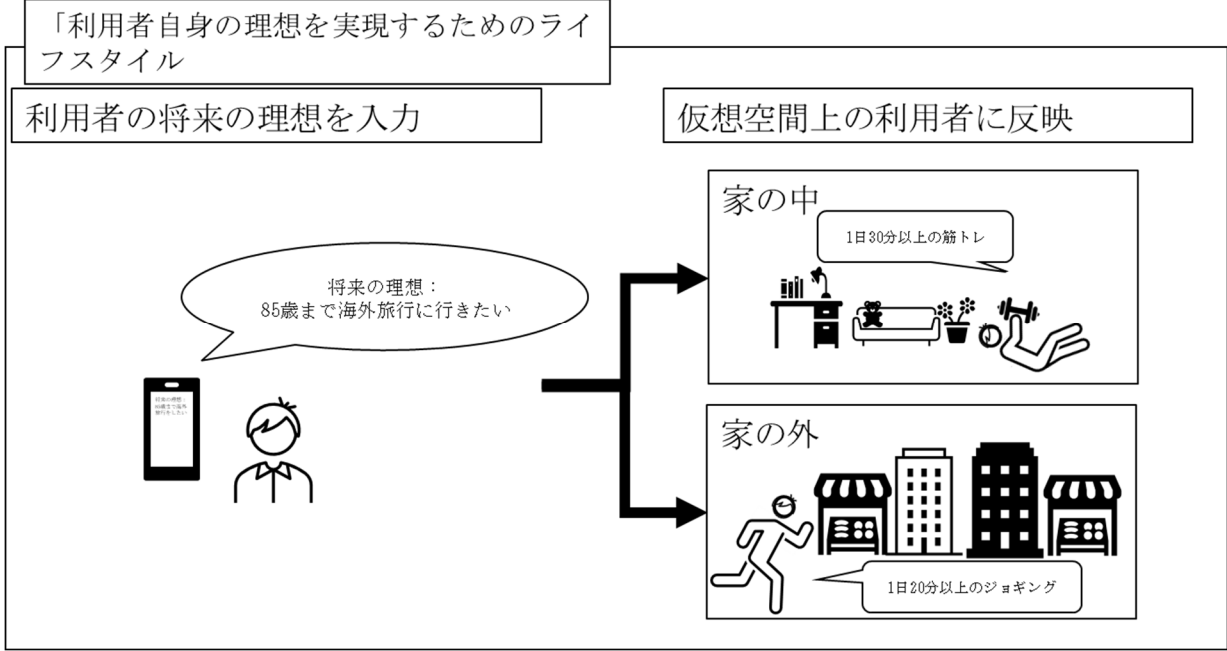 「利用者自身の理想を実現するためのライ
フスタイル
利用者の将来の理想を入力
仮想空間上の利用者に反映
家の中
1日30分以上の筋トレ
将来の理想：
85歳まで海外旅行に行きたい
将来の理想：
家の外
1日20分以上のジョギング